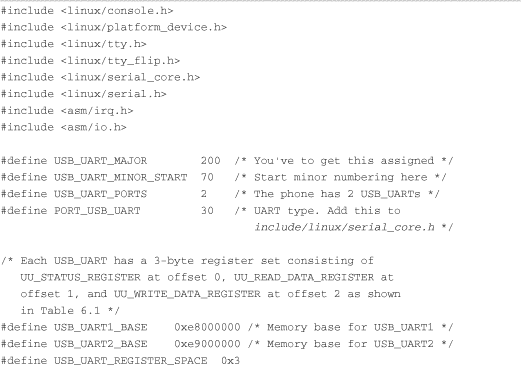 #include <linux/console.h>
#include <linux/platform_device.h>
#include <linux/tty.h>
#include <linux/tty_flip.h>
#include <linux/serial_core.h>
#include <linux/serial.h>
#include <asm/irq.h>
#include <asm/io.h>
#define USB_UART_MAJOR        200  /* You've to get this assigned */
#define USB_UART_MINOR_START  70   /* Start minor numbering here */
#define USB_UART_PORTS        2    /* The phone has 2 USB_UARTs */
#define PORT_USB_UART         30   /* UART type. Add this to
include/linux/serial_core.h */
/* Each USB_UART has a 3-byte register set consisting of
UU_STATUS_REGISTER at offset 0, UU_READ_DATA_REGISTER at
offset 1, and UU_WRITE_DATA_REGISTER at offset 2 as shown
in Table 6.1 */
#define USB_UART1_BASE    0xe8000000 /* Memory base for USB_UART1 */
#define USB_UART2_BASE    0xe9000000 /* Memory base for USB_UART2 */
#define USB_UART_REGISTER_SPACE  0x3